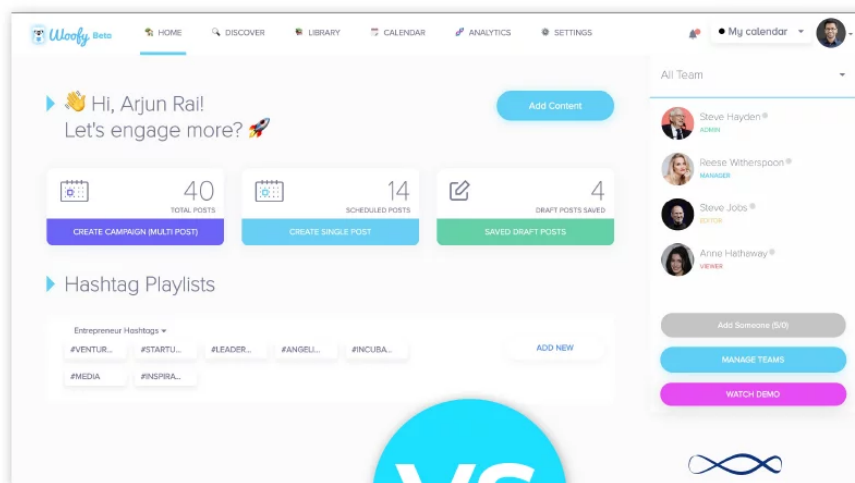 Woofy Beta
HOME
DISCOVER
LIBRARY
CALENDAR
ANALYTICS
SETTINGS
My calendar
Hi, Arjun Rai!
Let's engage more?
Add Content
40
TOTAL POSTS
CREATE CAMPAIGN (MULTI POST)
14
SCHEDULED POSTS
CREATE SINGLE POST
4
DRAFT POSTS SAVED
SAVED DRAFT POSTS
Hashtag Playlists
Entrepreneur Hashtags
#VENTUR...
#STARTU...
#LEADER...
#ANGELI...
#INCUBA...
ADD NEW
#MEDIA
#INSPIRA...
All Team
Steve Hayden
ADMIN
Reese Witherspoon
MANAGER
Steve Jobs
EDITOR
Anne Hathaway
VIEWER
Add Someone (5/0)
MANAGE TEAMS
WATCH DEMO
VS